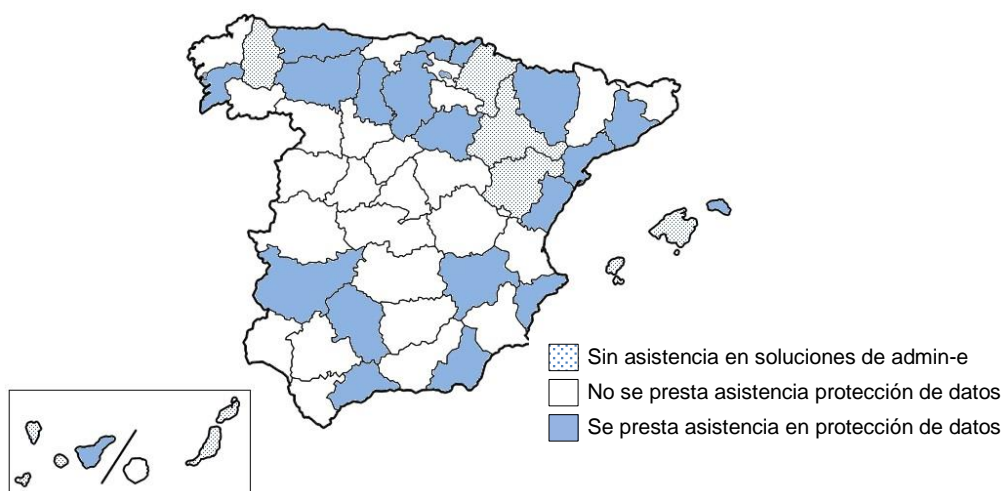 Sin asistencia en soluciones de admin-e
No se presta asistencia protección de datos
Se presta asistencia en protección de datos